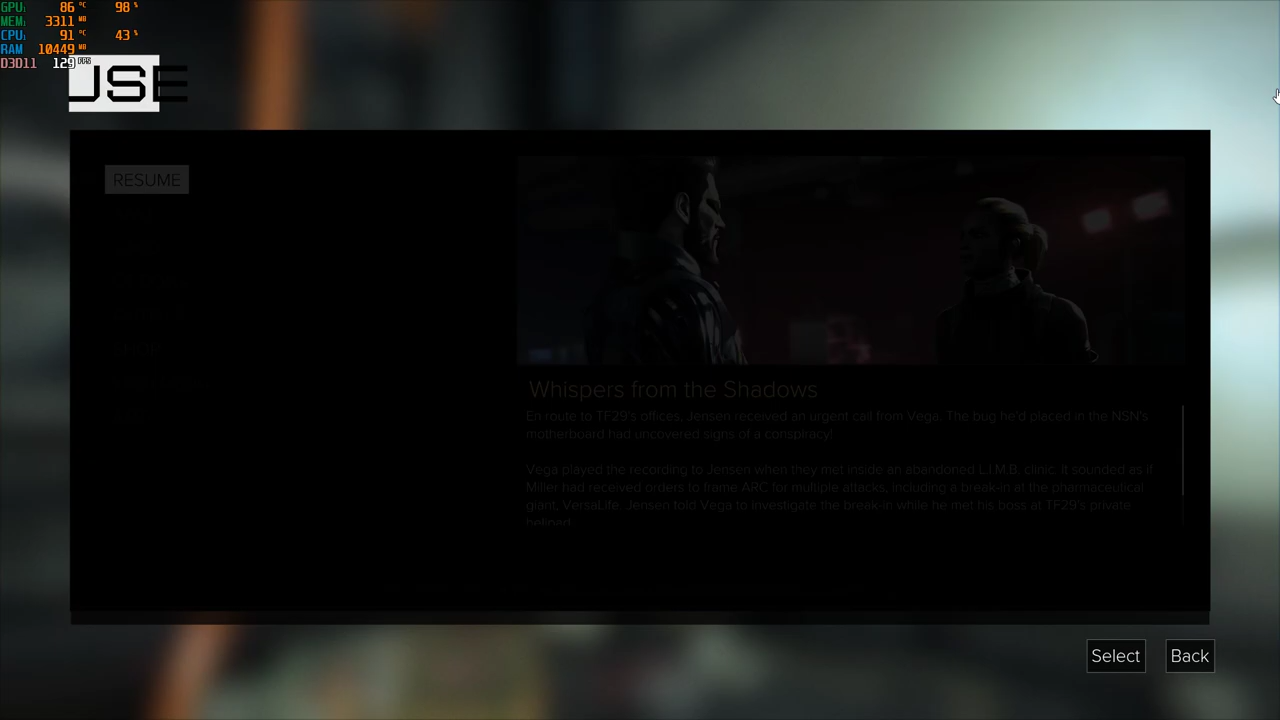 GPU: 86 °C 98 %
MEM: 3311 MB
CPU: 91 °C 43 %
RAM 10449 MB
D3D11 129 FPS
USE
RESUME
Whispers from the Shadows
En route to TF29's offices, Jensen received an urgent call from Vega. The bug he'd placed in the NSN's
motherboard had uncovered signs of a conspiracy!
Vega played the recording to Jensen when they met inside an abandoned L.I.M.B. clinic. It sounded as if
Miller had received orders to frame ARC for multiple attacks, including a break-in at the pharmaceutical
giant, VersaLife. Jensen told Vega to investigate the break-in while he met his boss at TF29's private
helipad.
Select Back